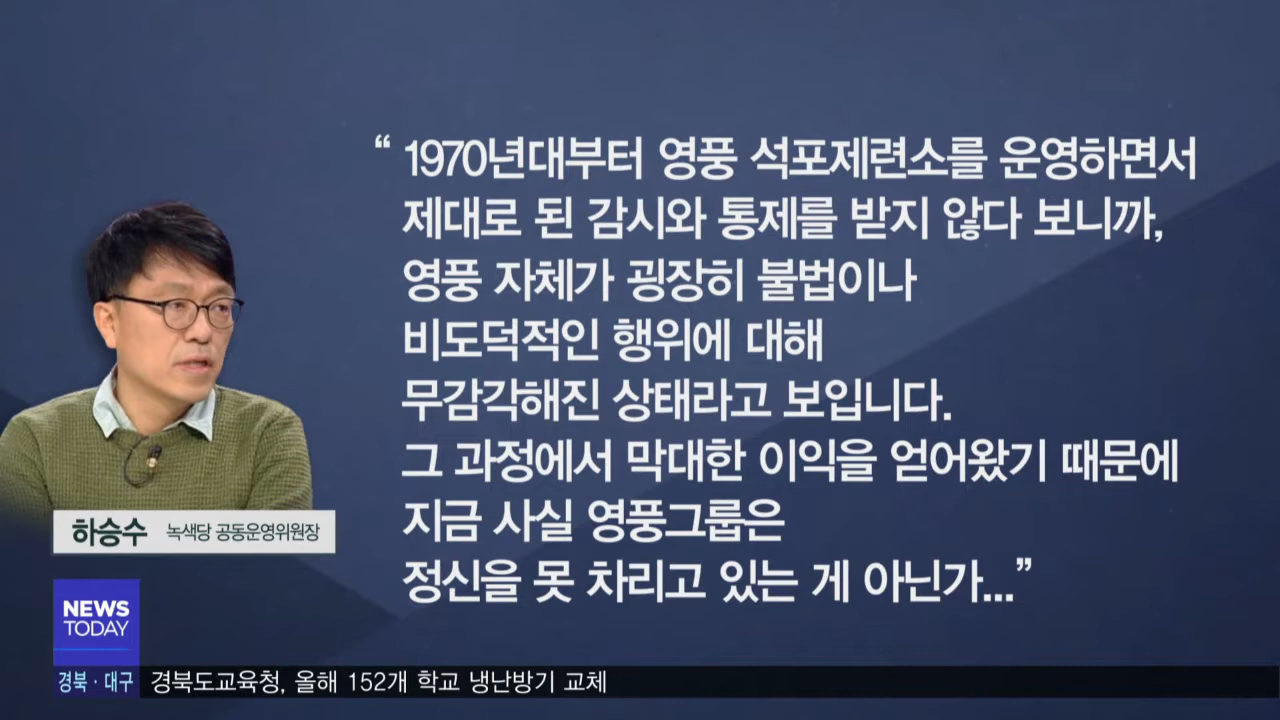 “ 1970년대부터 영풍 석포제련소를 운영하면서
제대로 된 감시와 통제를 받지 않다 보니까,
영풍 자체가 굉장히 불법이나
비도덕적인 행위에 대해
무감각해진 상태라고 보입니다.
그 과정에서 막대한 이익을 얻어왔기 때문에
지금 사실 영풍그룹은
정신을 못 차리고 있는 게 아닌가...”
하승수 녹색당 공동운영위원장
NEWS
TODAY
경북·대구 경북도교육청, 올해 152개 학교 냉난방기 교체